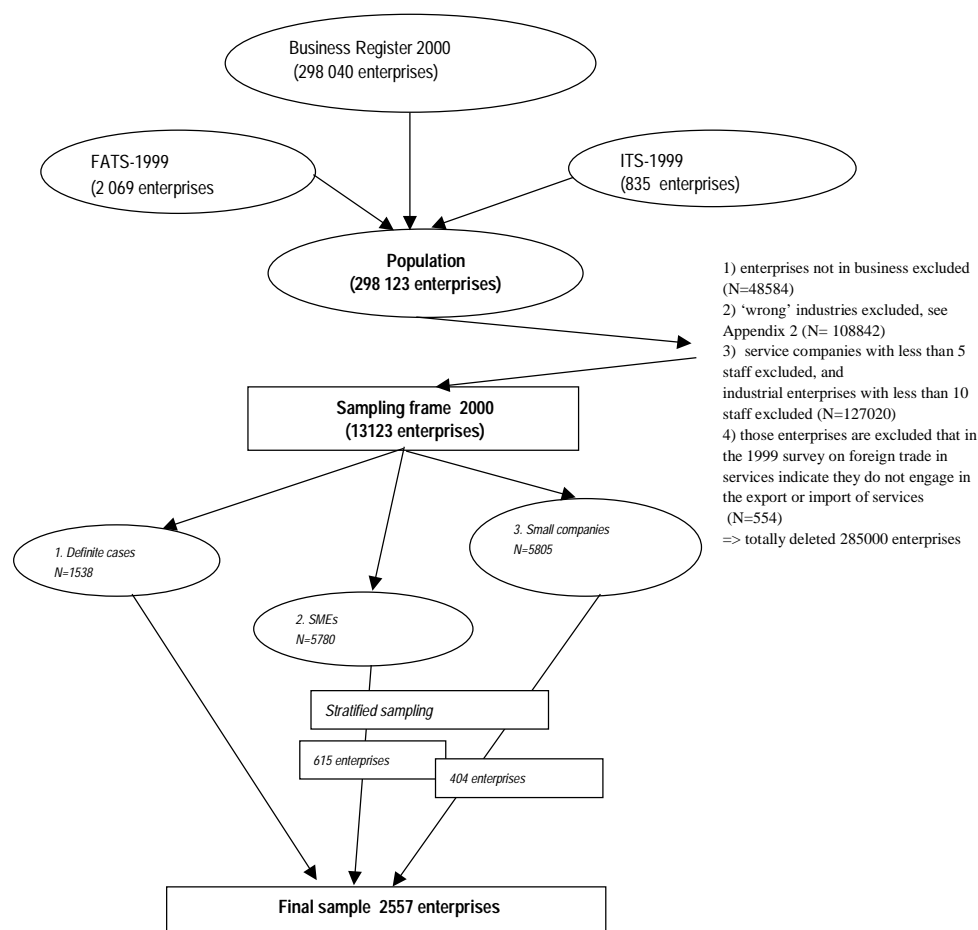 Business Register 2000
(298 040 enterprises)
FATS-1999
(2 069 enterprises
ITS-1999
(835 enterprises)
Population
(298 123 enterprises)
1) enterprises not in business excluded
(N=48584)
2) ‘wrong’ industries excluded, see
Appendix 2 (N= 108842)
3) service companies with less than 5
staff excluded, and
industrial enterprises with less than 10
staff excluded (N=127020)
4) those enterprises are excluded that in
the 1999 survey on foreign trade in
services indicate they do not engage in
the export or import of services
(N=554)
=> totally deleted 285000 enterprises
Sampling frame 2000
(13123 enterprises)
1. Definite cases
N=1538
2. SMEs
N=5780
3. Small companies
N=5805
Stratified sampling
615 enterprises
404 enterprises
Final sample 2557 enterprises